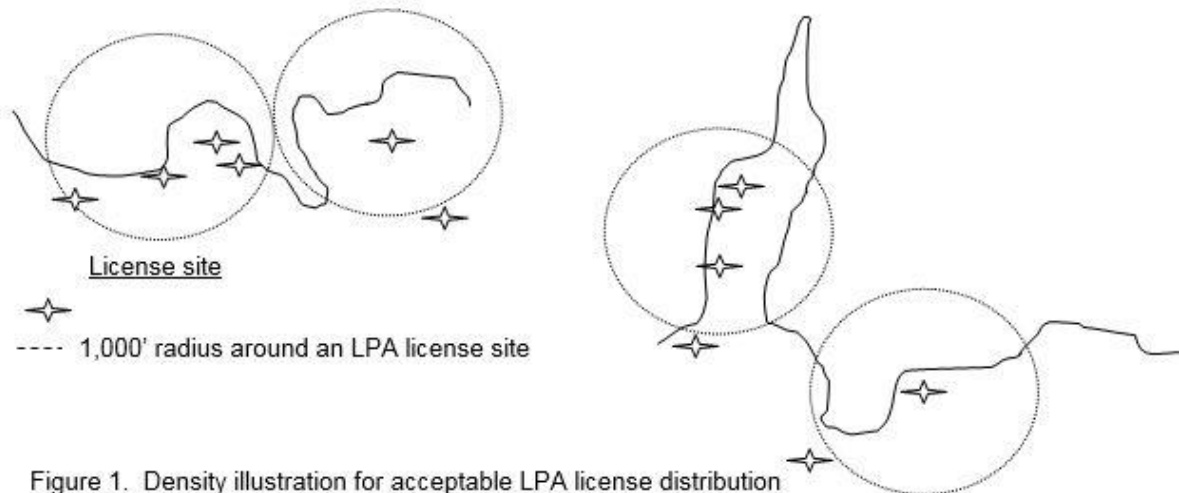 License site
1,000’ radius around an LPA license site
Figure 1.  Density illustration for acceptable LPA license distribution